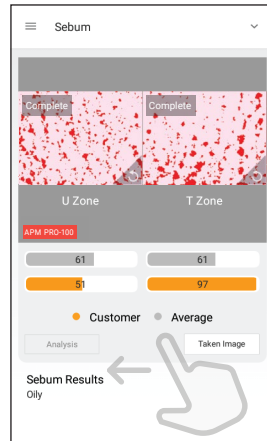 Sebum
Complete Complete
U Zone T Zone
APM PRO-100
61 61
51 97
Customer Average
Analysis Taken Image
Sebum Results
Oily